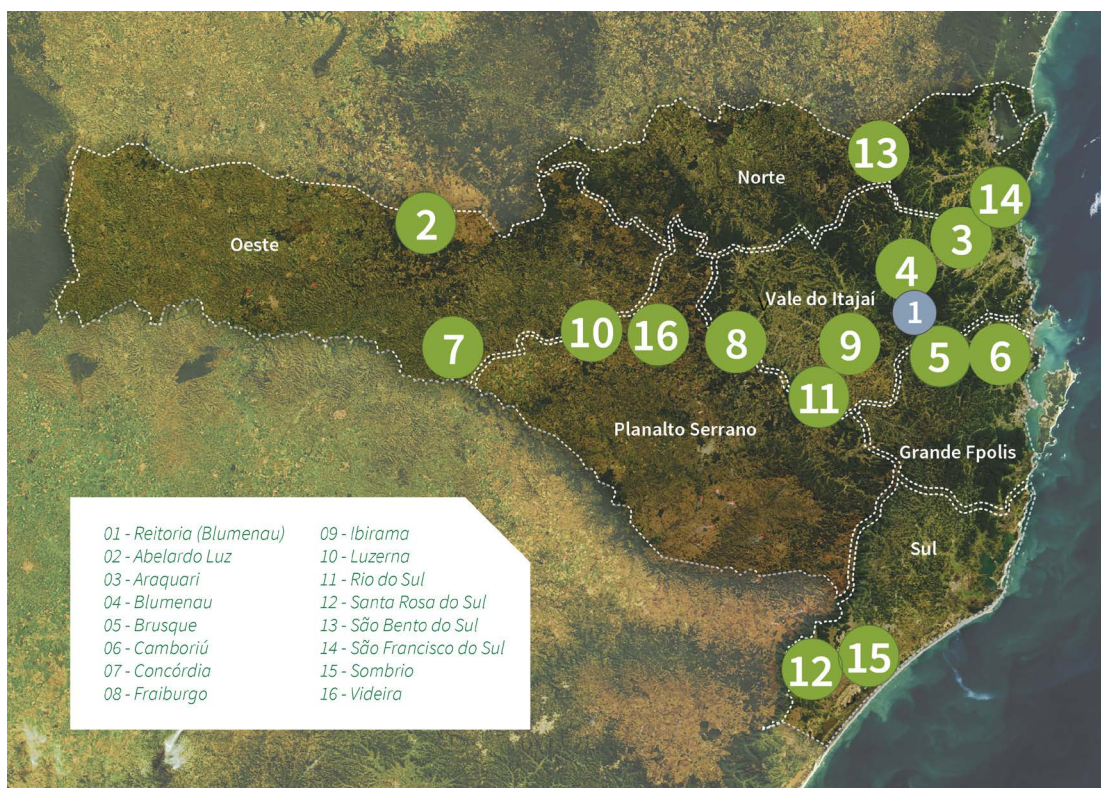 13
Norte
14
2
Oeste
3
4
Vale do Itajaí
1
10
16
8
9
7
5
6
11
Planalto Serrano
Grande Fpolis
Sul
12
15
01 - Reitoria (Blumenau)
02 - Abelardo Luz
03 - Araquari
04 - Blumenau
05 - Brusque
06 - Camboriú
07 - Concórdia
08 - Fraiburgo
09 - Ibirama
10 - Luzerna
11 - Rio do Sul
12 - Santa Rosa do Sul
13 - São Bento do Sul
14 - São Francisco do Sul
15 - Sombrio
16 - Videira